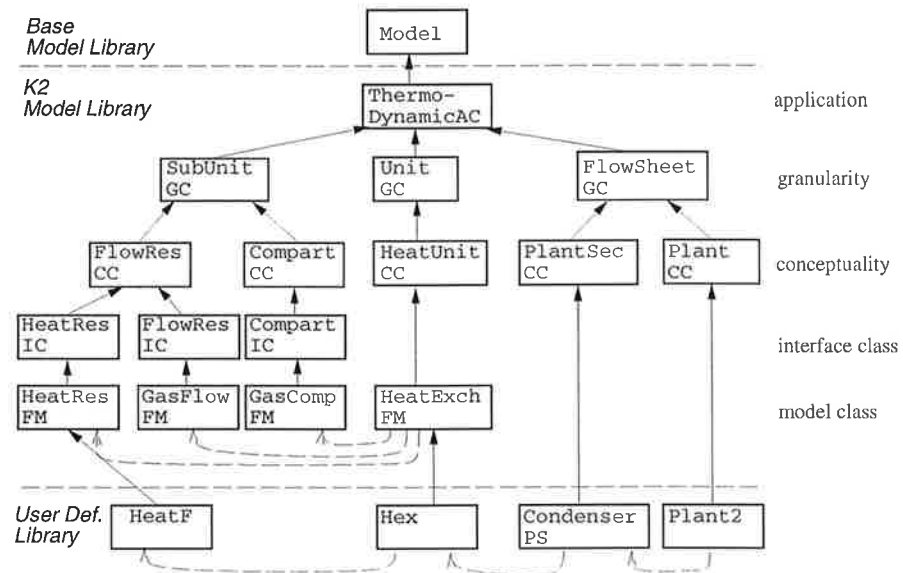 Base
Model Library
Model
K2
Model Library
Thermo-
DynamicAC
application
SubUnit
GC
Unit
GC
FlowSheet
GC
granularity
FlowRes
CC
Compart
CC
HeatUnit
CC
PlantSec
CC
Plant
CC
conceptuality
HeatRes
IC
FlowRes
IC
Compart
IC
interface class
HeatRes
FM
GasFlow
FM
GasComp
FM
HeatExch
FM
model class
User Def.
Library
HeatF
Hex
Condenser
PS
Plant2